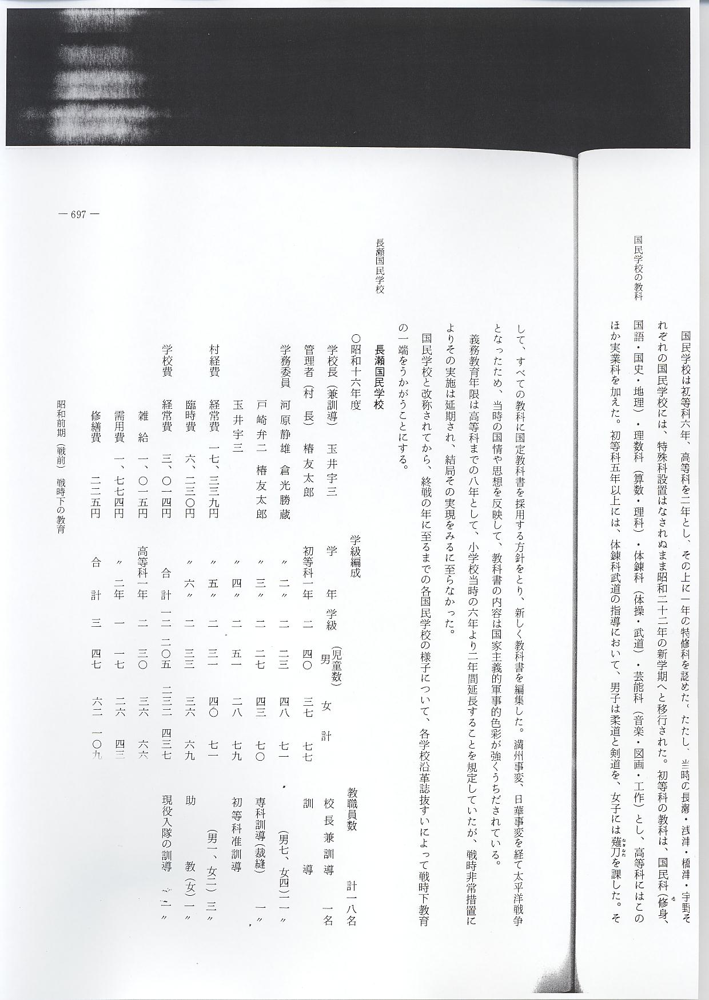 国民学校の教科
国民学校は初等科六年、高等科を二年とし、その上に一年の特修科を認めた。ただし、当時の長瀬・浅津・橋津・宇野そ
れぞれの国民学校には、特殊科設置はなされぬまま昭和二十二年の新学期へと移行された。初等科の教科は、国民科（修身、
国語・国史・地理）・理数科（算数・理科）・体錬科（体操・武道）・芸能科（音楽・図画・工作）とし、高等科にはこの
ほか実業科を加えた。初等科五年以上には、体錬科武道の指導において、男子は柔道と剣道を、女子には薙刀を課した。そ
なぎなた
して、すべての教科に国定教科書を採用する方針をとり、新しく教科書を編集した。満州事変、日華事変を経て太平洋戦争
となったため、当時の国情や思想を反映して、教科書の内容は国家主義的軍事的色彩が強くうちだされている。
義務教育年限は高等科までの八年として、小学校当時の六年より二年間延長することを規定していたが、戦時非常措置に
よりその実施は延期され、結局その実現をみるに至らなかった。
国民学校と改称されてから、終戦の年に至るまでの各国民学校の様子について、各学校沿革誌抜すいによって戦時下教育
の一端をうかがうことにする。
長瀬国民学校
長瀬国民学校
〇昭和十六年度
学校長（兼訓導） 玉井宇三
管理者（村長） 椿友太郎
学務委員 河原静雄 倉光勝蔵
戸崎弁二 椿友太郎
玉井宇三
村経費 経常費 一七、三三九円
臨時費 六、二三〇円
学校費 経常費 三、〇一四円
雑給 一、〇一五円
需用費 一、七七四円
修繕費 二二五円
学級編成
学年 学級 （児童数） 男 女 計
初等科一年 二 四〇 三七 七七
〃 二〃 二 二三 四八 七一
〃 三〃 二 二七 四三 七〇
〃 四〃 二 五一 二八 七九
〃 五〃 二 三一 四〇 七一
〃 六〃 二 三三 三六 六九
合計 一二 二〇五 二三二 四三七
高等科一年 二 三〇 三六 六六
〃 二年 一 一七 二六 四三
合計 三 四七 六二 一〇九
教職員数 計一八名
校長兼訓導 一名
訓導
（男七、女四）一一〃
専科訓導（裁縫） 一〃
初等科准訓導
（男一、女二）三〃
助教（女）一〃
現役入隊の訓導 一〃
昭和前期（戦前） 戦時下の教育
— 697 —